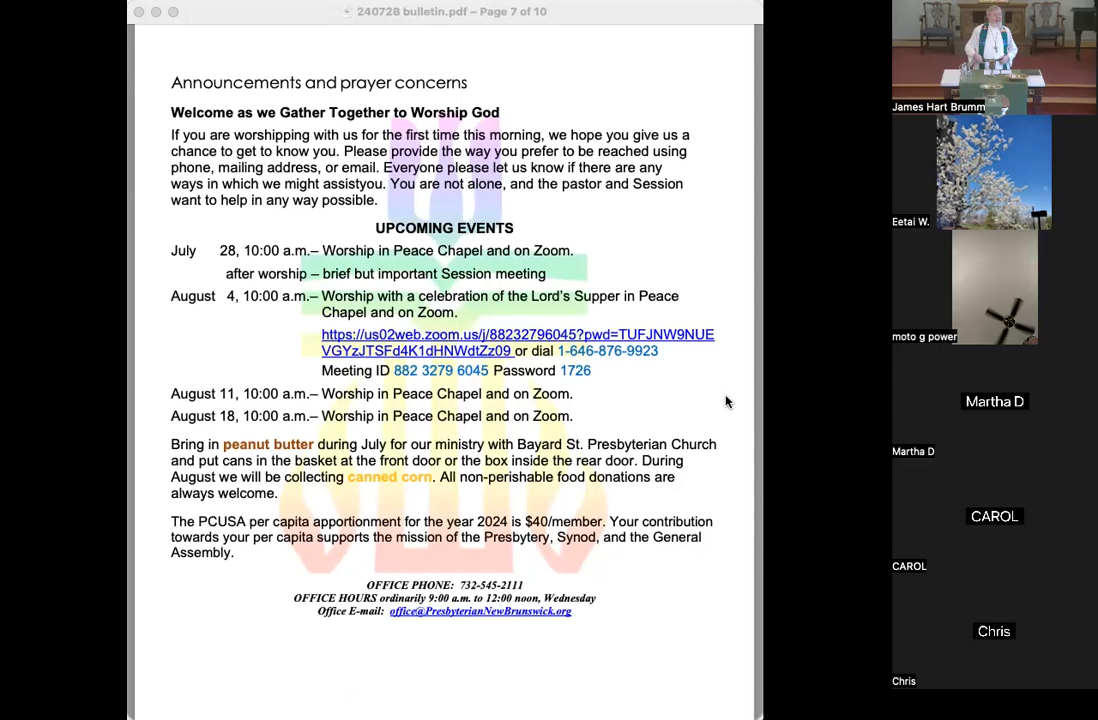 240728 bulletin.pdf – Page 7 of 10
Announcements and prayer concerns
Welcome as we Gather Together to Worship God
If you are worshipping with us for the first time this morning, we hope you give us a
chance to get to know you. Please provide the way you prefer to be reached using
phone, mailing address, or email. Everyone please let us know if there are any
ways in which we might assistyou. You are not alone, and the pastor and Session
want to help in any way possible.
UPCOMING EVENTS
July 28, 10:00 a.m.– Worship in Peace Chapel and on Zoom.
after worship – brief but important Session meeting
August 4, 10:00 a.m.– Worship with a celebration of the Lord's Supper in Peace
Chapel and on Zoom.
https://us02web.zoom.us/j/88232796045?pwd=TUFJNW9NUE
VGYzJTSFd4K1dHNWdtZz09 or dial 1-646-876-9923
Meeting ID 882 3279 6045 Password 1726
August 11, 10:00 a.m.– Worship in Peace Chapel and on Zoom.
August 18, 10:00 a.m.– Worship in Peace Chapel and on Zoom.
Bring in peanut butter during July for our ministry with Bayard St. Presbyterian Church
and put cans in the basket at the front door or the box inside the rear door. During
August we will be collecting canned corn. All non-perishable food donations are
always welcome.
The PCUSA per capita apportionment for the year 2024 is $40/member. Your contribution
towards your per capita supports the mission of the Presbytery, Synod, and the General
Assembly.
OFFICE PHONE: 732-545-2111
OFFICE HOURS ordinarily 9:00 a.m. to 12:00 noon, Wednesday
Office E-mail: office@PresbyterianNewBrunswick.org
James Hart Brumm
Eetai W.
moto g power
Martha D
Martha D
CAROL
CAROL
Chris
Chris